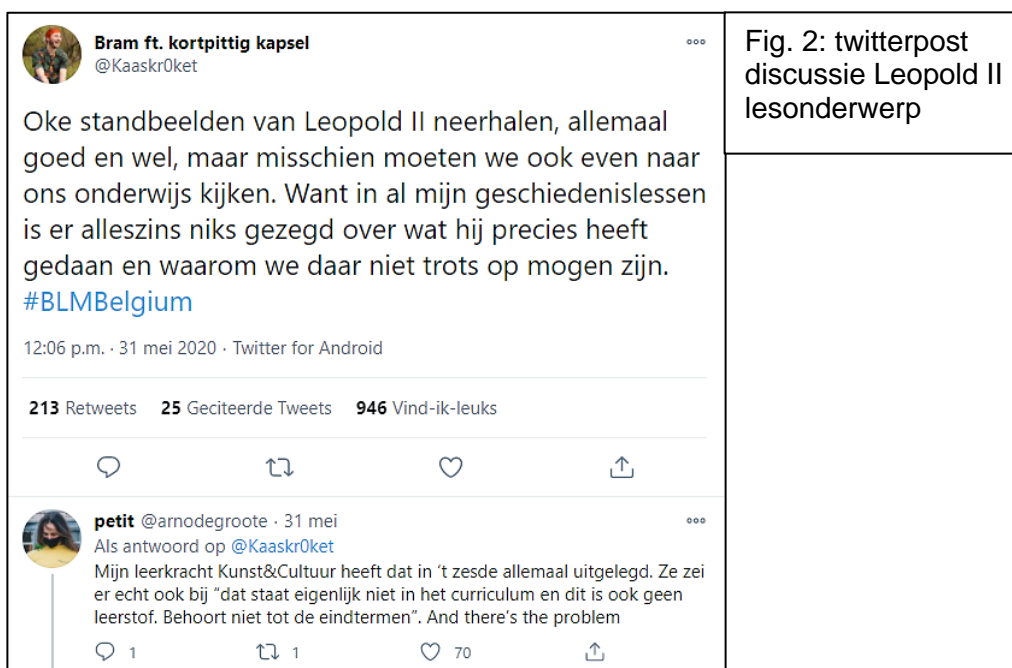 Bram ft. kortpittig kapsel
@Kaaskr0ket
Oke standbeelden van Leopold II neerhalen, allemaal
goed en wel, maar misschien moeten we ook even naar
ons onderwijs kijken. Want in al mijn geschiedenislessen
is er alleszins niks gezegd over wat hij precies heeft
gedaan en waarom we daar niet trots op mogen zijn.
#BLMBelgium
12:06 p.m. · 31 mei 2020 · Twitter for Android
213 Retweets 25 Geciteerde Tweets 946 Vind-ik-leuks
petit @arnodegroote · 31 mei
Als antwoord op @Kaaskr0ket
Mijn leerkracht Kunst&Cultuur heeft dat in ‘t zesde allemaal uitgelegd. Ze zei
er echt ook bij “dat staat eigenlijk niet in het curriculum en dit is ook geen
leerstof. Behoort niet tot de eindtermen”. And there’s the problem
1 1 70
Fig. 2: twitterpost
discussie Leopold II
lesonderwerp